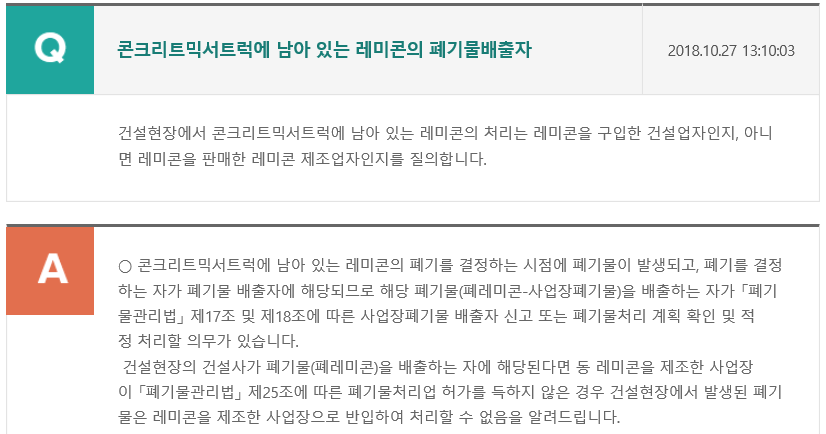 Q
콘크리트믹서트럭에 남아 있는 레미콘의 폐기물배출자
2018.10.27 13:10:03
건설현장에서 콘크리트믹서트럭에 남아 있는 레미콘의 처리는 레미콘을 구입한 건설업자인지, 아니
면 레미콘을 판매한 레미콘 제조업자인지를 질의합니다.
A
○ 콘크리트믹서트럭에 남아 있는 레미콘의 폐기를 결정하는 시점에 폐기물이 발생되고, 폐기를 결정
하는 자가 폐기물 배출자에 해당되므로 해당 폐기물(폐레미콘-사업장폐기물)을 배출하는 자가 「폐기
물관리법」 제17조 및 제18조에 따른 사업장폐기물 배출자 신고 또는 폐기물처리 계획 확인 및 적
정 처리할 의무가 있습니다.
건설현장의 건설사가 폐기물(폐레미콘)을 배출하는 자에 해당된다면 동 레미콘을 제조한 사업장
이 「폐기물관리법」 제25조에 따른 폐기물처리업 허가를 득하지 않은 경우 건설현장에서 발생된 폐기
물은 레미콘을 제조한 사업장으로 반입하여 처리할 수 없음을 알려드립니다.